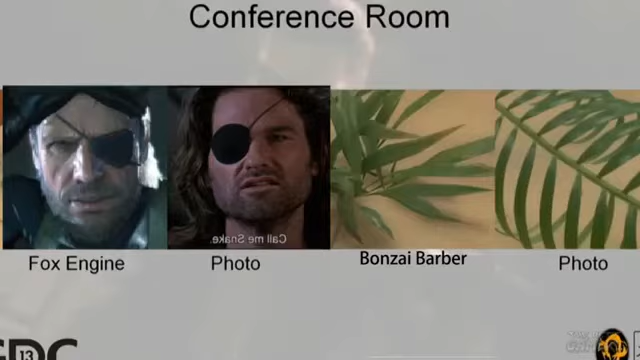 Conference Room
Call me Snake.
Fox Engine
Photo
Bonzai Barber
Photo
GDC
13